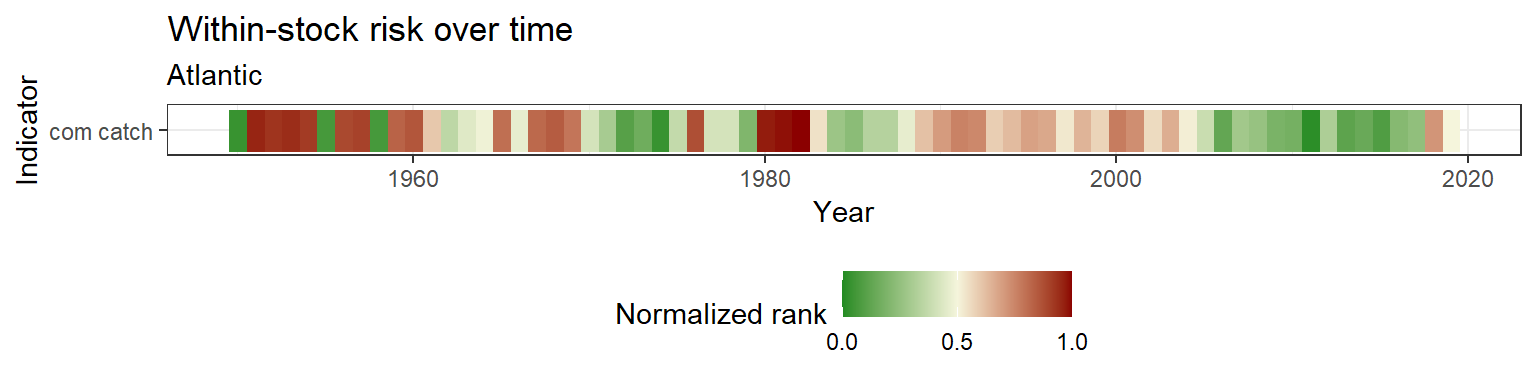 Within-stock risk over time
Atlantic
Indicator
com catch
1960 1980 2000 2020
Year
Normalized rank
0.0 0.5 1.0